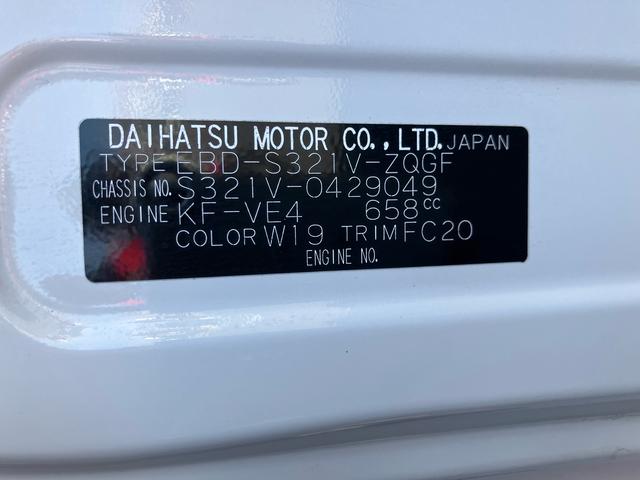 DAIHATSU MOTOR CO.,LTD. JAPAN
TYPE EBD-S321V-ZQGF
CHASSIS NO. S321V-0429049
ENGINE KF-VE4 658cc
COLOR W19 TRIM FC20
ENGINE NO.